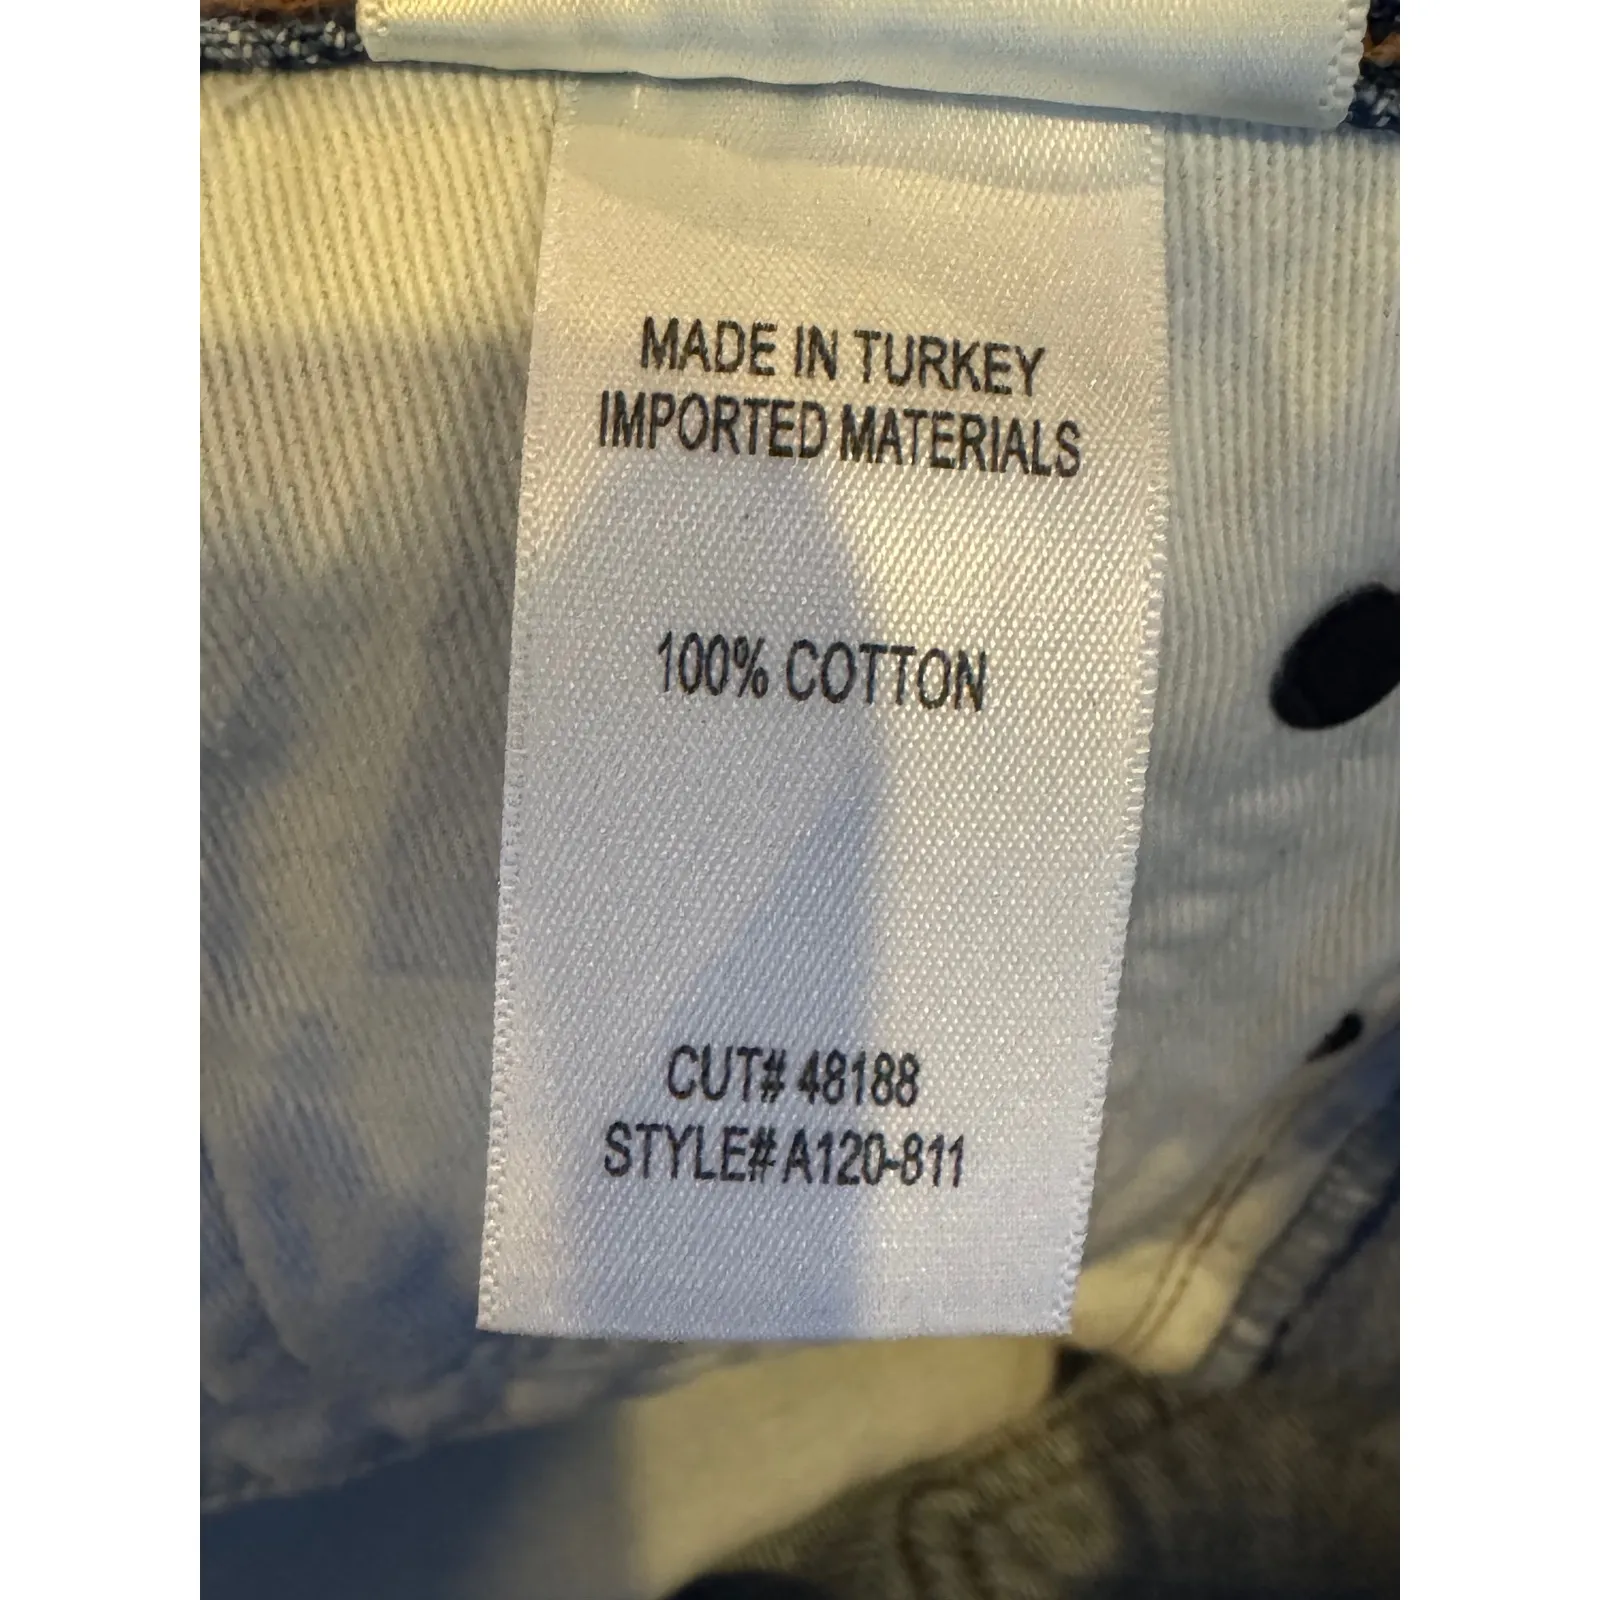 MADE IN TURKEY
IMPORTED MATERIALS
100% COTTON
CUT# 48188
STYLE# A120-811